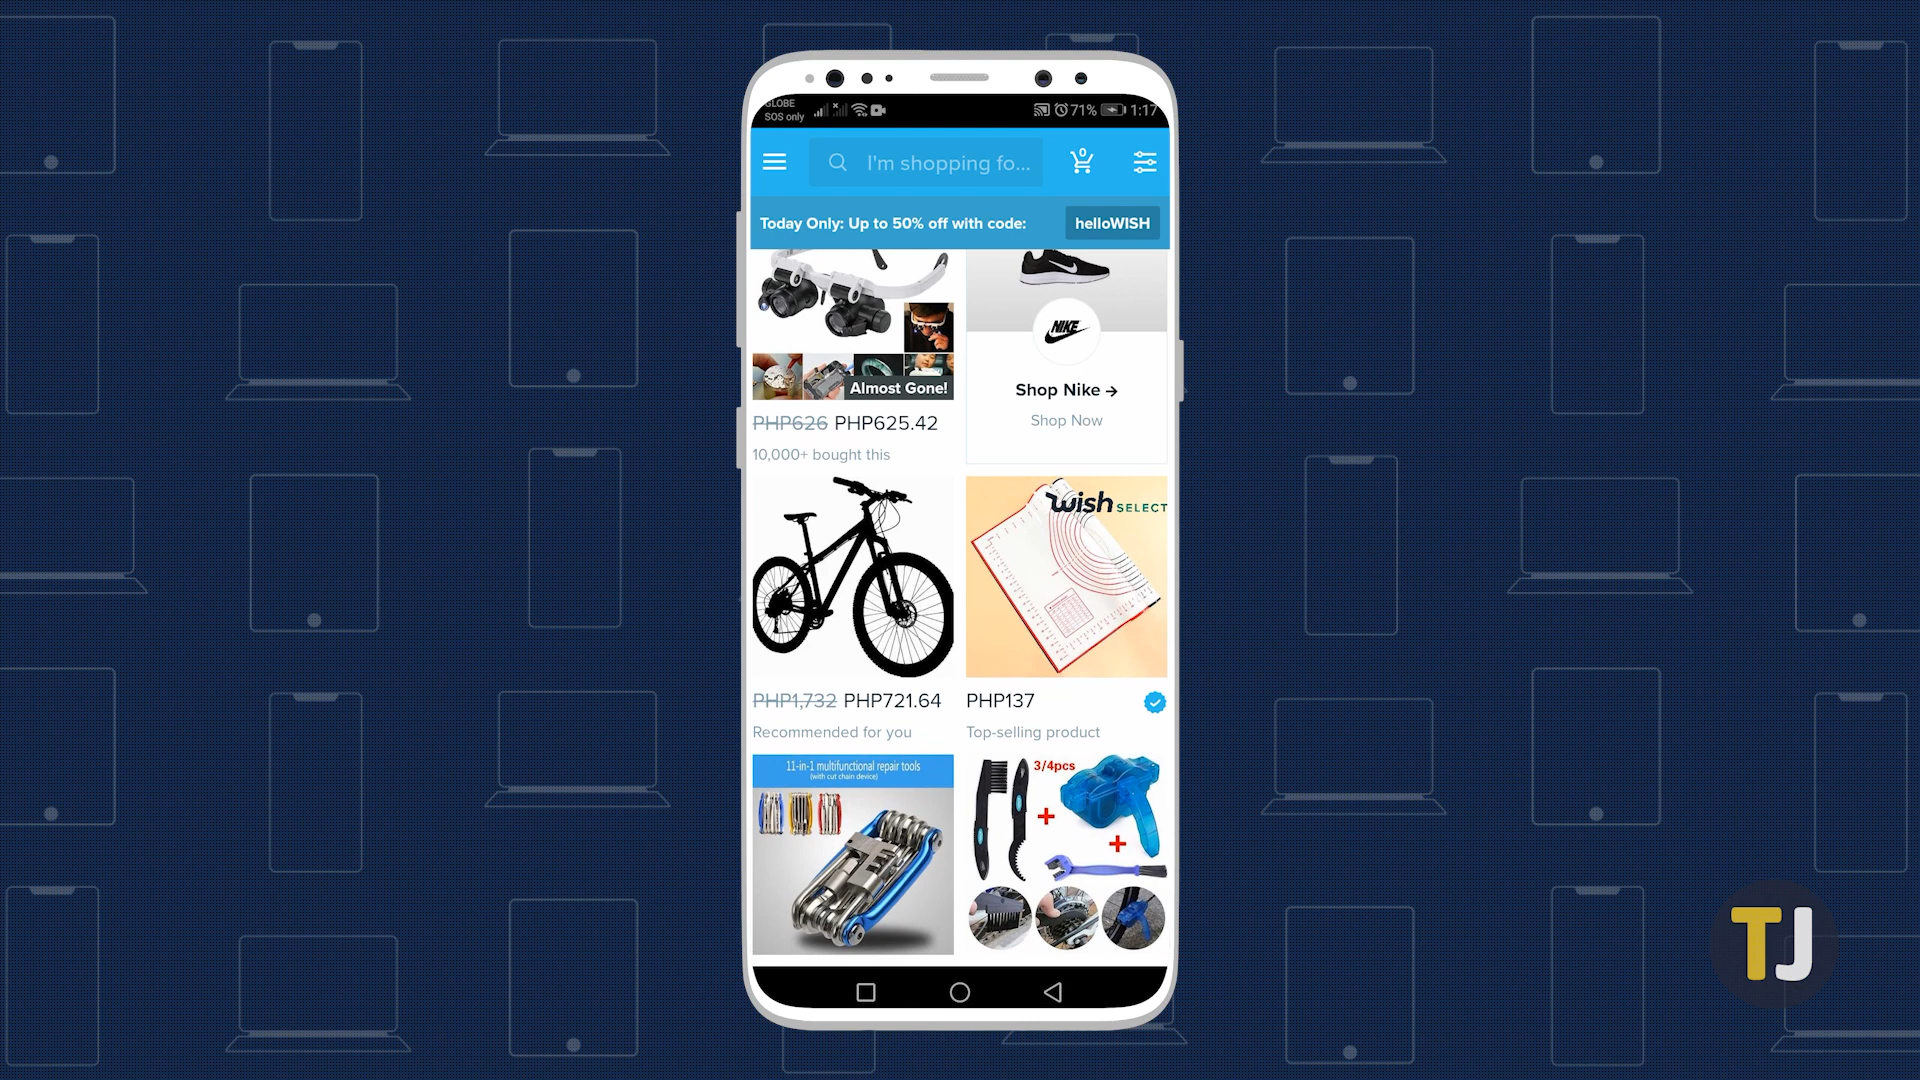 GLOBE
SOS only
71%
1:17
I'm shopping fo...
0
Today Only: Up to 50% off with code:
helloWISH
Almost Gone!
PHP626 PHP625.42
10,000+ bought this
NIKE
Shop Nike →
Shop Now
wish SELECT
PHP1,732 PHP721.64
Recommended for you
PHP137
Top-selling product
11-in-1 multifunctional repair tools
(with cut chain device)
3/4pcs
+
+
TJ